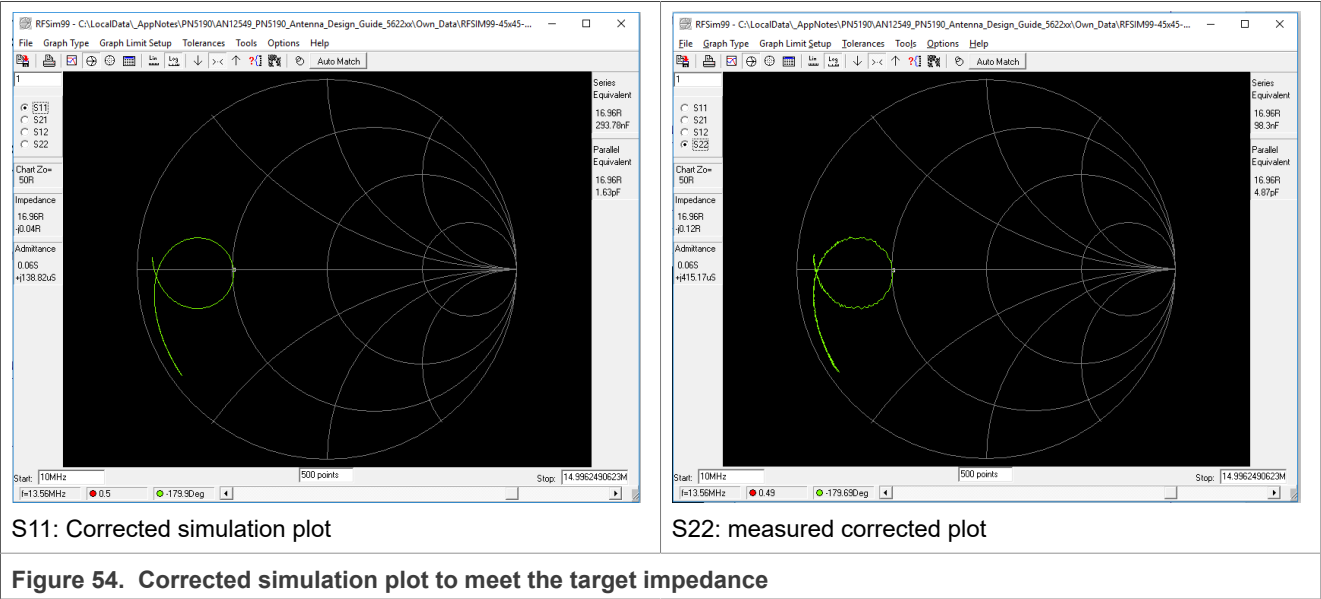 RFSim99 - C:\LocalData\_AppNotes\PN5190\AN12549_PN5190_Antenna_Design_Guide_5622xx\Own_Data\RFSIM99-45x45-...
File Graph Type Graph Limit Setup Tolerances Tools Options Help
Lin Log ?( Auto Match
1
S11
S21
S12
S22
Chart Zo=
50R
Impedance
16.96R
-j0.04R
Admittance
0.06S
+j138.82uS
Series
Equivalent
16.96R
293.78nF
Parallel
Equivalent
16.96R
1.63pF
Start: 10MHz 500 points Stop: 14.9962490623M
f=13.56MHz 0.5 -179.9Deg
S11: Corrected simulation plot
RFSim99 - C:\LocalData\_AppNotes\PN5190\AN12549_PN5190_Antenna_Design_Guide_5622xx\Own_Data\RFSIM99-45x45-...
File Graph Type Graph Limit Setup Tolerances Tools Options Help
Lin Log ?( Auto Match
1
S11
S21
S12
S22
Chart Zo=
50R
Impedance
16.96R
-j0.12R
Admittance
0.06S
+j415.17uS
Series
Equivalent
16.96R
98.3nF
Parallel
Equivalent
16.96R
4.87pF
Start: 10MHz 500 points Stop: 14.9962490623M
f=13.56MHz 0.49 -179.69Deg
S22: measured corrected plot
Figure 54. Corrected simulation plot to meet the target impedance